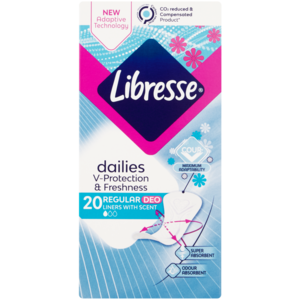 NEW
Adaptive
Technology
CO₂ reduced &
Compensated
Product*
Libresse®
dailies
V-Protection
& Freshness
20 REGULAR DEO
LINERS WITH SCENT
MAXIMUM
ADAPTABILITY
SUPER
ABSORBENT
ODOUR
ABSORBENT